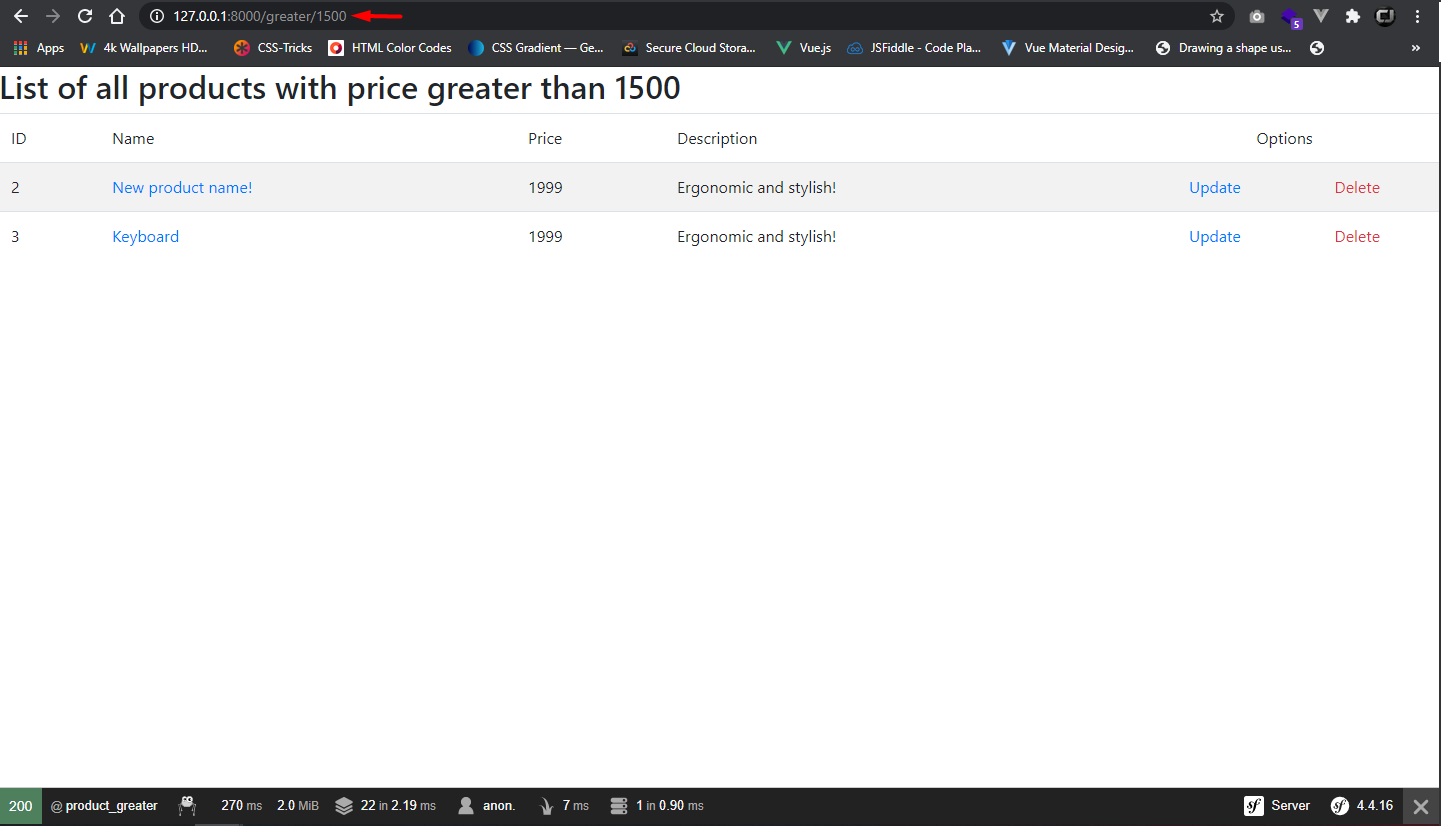 127.0.0.1:8000/greater/1500
5
Apps 4k Wallpapers HD... CSS-Tricks HTML Color Codes CSS Gradient — Ge... Secure Cloud Stora... Vue.js JSFiddle - Code Pla... Vue Material Desig... Drawing a shape us... »
List of all products with price greater than 1500
ID Name Price Description Options
2 New product name! 1999 Ergonomic and stylish! Update Delete
3 Keyboard 1999 Ergonomic and stylish! Update Delete
200 @ product_greater 270 ms 2.0 MiB 22 in 2.19 ms anon. 7 ms 1 in 0.90 ms sf Server sf 4.4.16